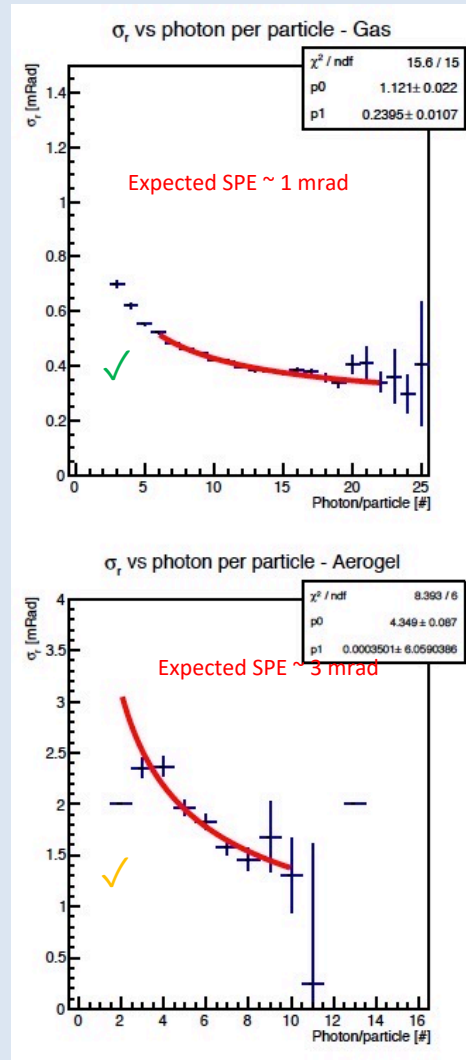 σr vs photon per particle - Gas
χ² / ndf 15.6 / 15
p0 1.121± 0.022
p1 0.2395± 0.0107
σr [mRad]
1.4
1.2
1
0.8
0.6
0.4
0.2
0
Expected SPE ~ 1 mrad
0 5 10 15 20 25
Photon/particle [#]
σr vs photon per particle - Aerogel
χ² / ndf 8.393 / 6
p0 4.349± 0.087
p1 0.0003501± 6.0590386
σr [mRad]
4
3.5
3
2.5
2
1.5
1
0.5
0
Expected SPE ~ 3 mrad
0 2 4 6 8 10 12 14 16
Photon/particle [#]